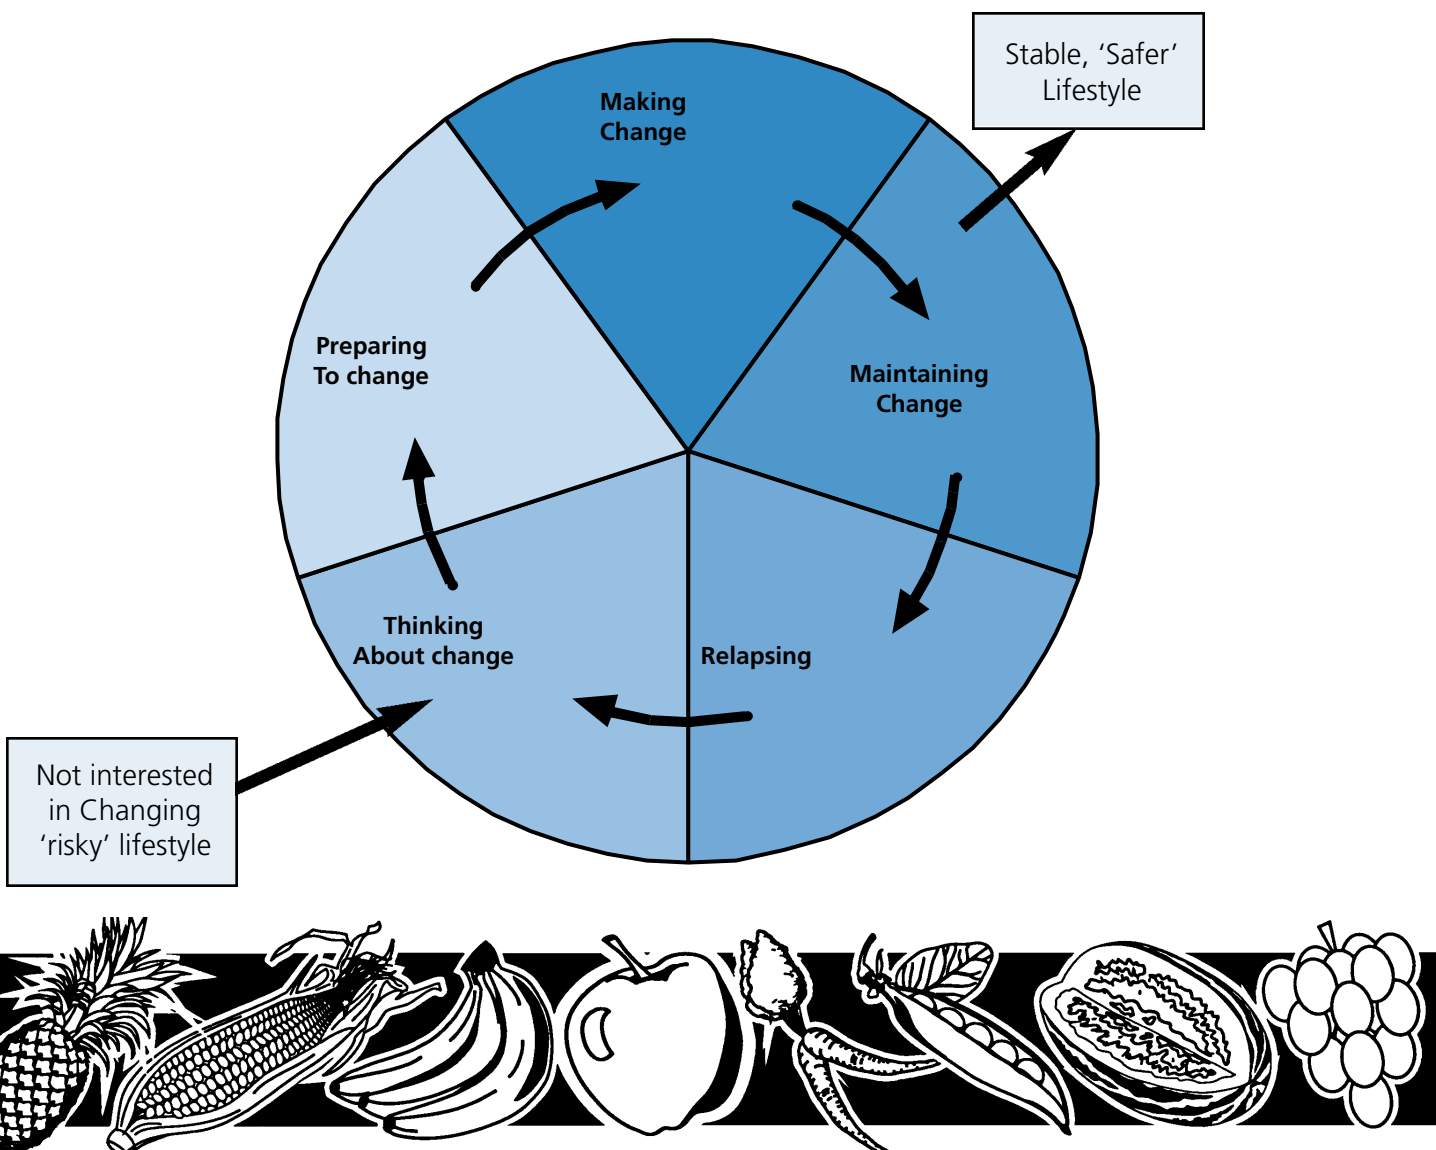 Stable, ‘Safer’
Lifestyle
Making
Change
Preparing
To change
Maintaining
Change
Thinking
About change
Relapsing
Not interested
in Changing
‘risky’ lifestyle